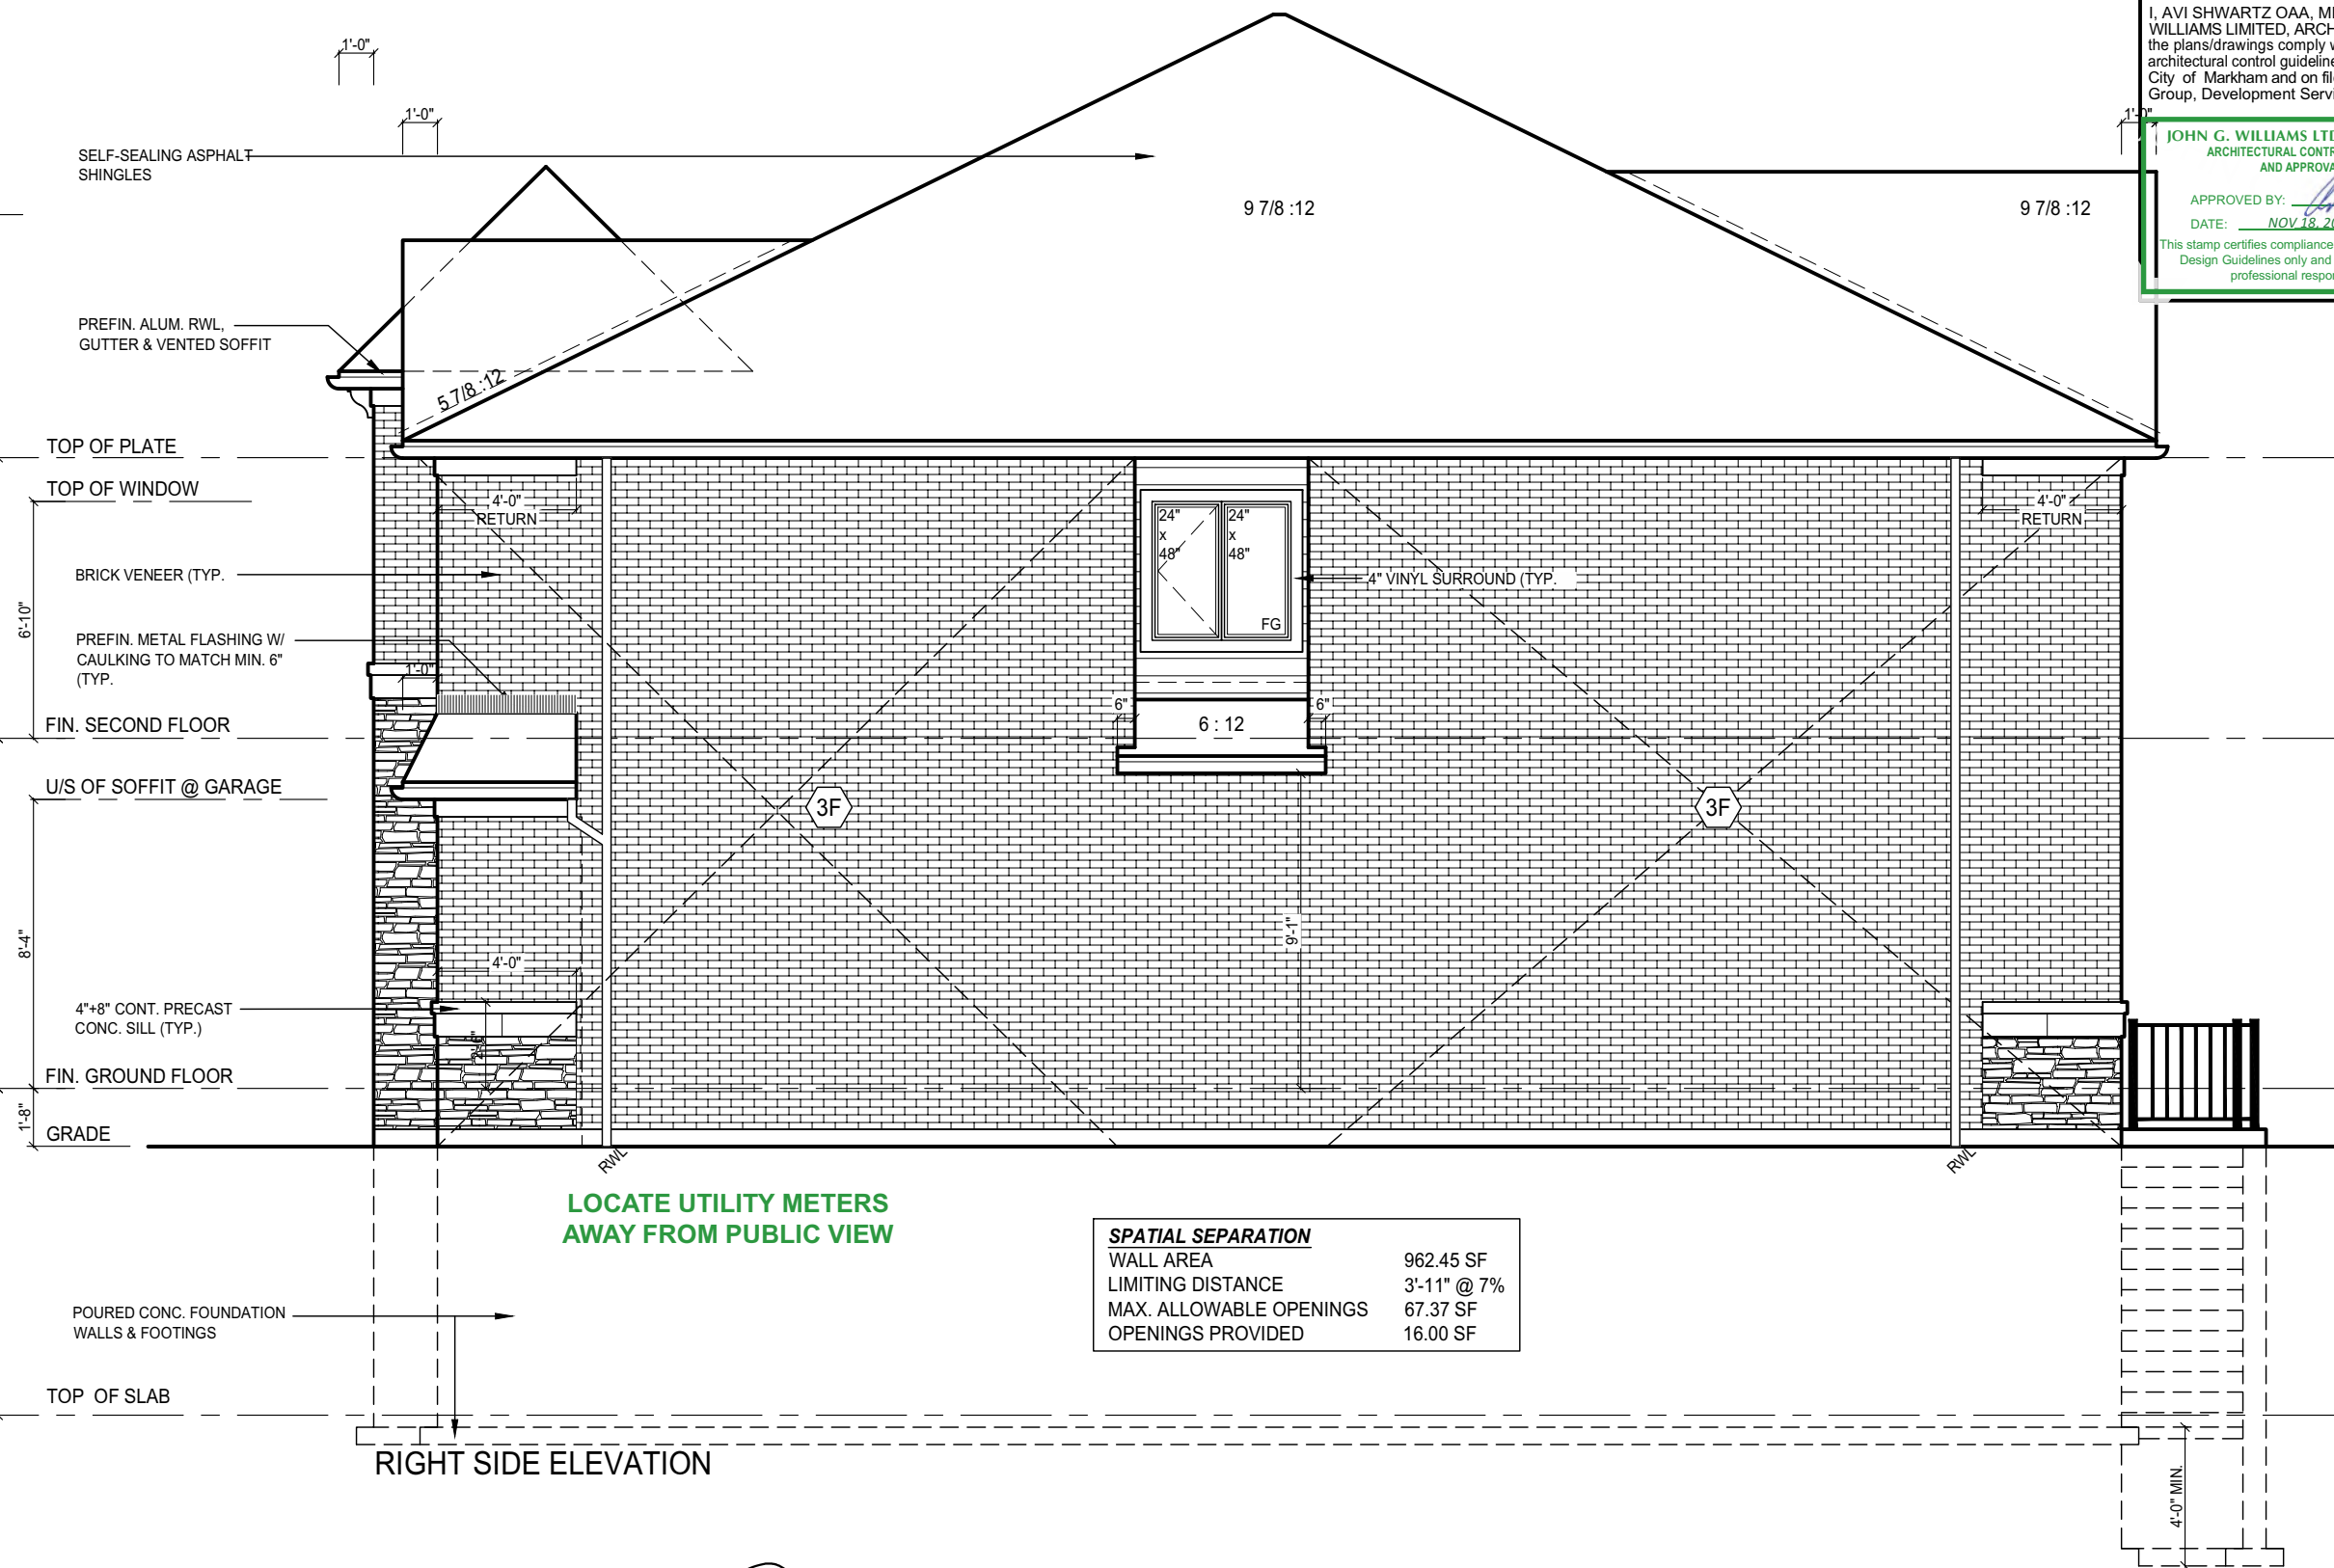 I, AVI SHWARTZ OAA,
WILLIAMS LIMITED,
the plans/drawings comply
architectural control
City of Markham and on
Group, Development
JOHN G. WILLIAMS
ARCHITECTURAL
AND
APPROVED BY:
DATE: NOV 18,
This stamp certifies compliance
Design Guidelines only and
professional
1'-0"
1'-0"
1'-0"
SELF-SEALING ASPHALT
SHINGLES
9 7/8 :12
9 7/8 :12
PREFIN. ALUM. RWL,
GUTTER & VENTED SOFFIT
5 7/8 :12
TOP OF PLATE
TOP OF WINDOW
4'-0"
RETURN
24"
x
48"
24"
x
48"
FG
4'-0"
RETURN
BRICK VENEER (TYP.
4" VINYL SURROUND (TYP.
6'-10"
PREFIN. METAL FLASHING W/
CAULKING TO MATCH MIN. 6"
(TYP.
1'-0"
6"
6"
FIN. SECOND FLOOR
6 : 12
U/S OF SOFFIT @ GARAGE
3F
3F
8'-4"
9'-1"
4'-0"
4"+8" CONT. PRECAST
CONC. SILL (TYP.)
2'-6"
FIN. GROUND FLOOR
1'-8"
GRADE
RWL
RWL
LOCATE UTILITY METERS
AWAY FROM PUBLIC VIEW
SPATIAL SEPARATION
WALL AREA 962.45 SF
LIMITING DISTANCE 3'-11" @ 7%
MAX. ALLOWABLE OPENINGS 67.37 SF
OPENINGS PROVIDED 16.00 SF
POURED CONC. FOUNDATION
WALLS & FOOTINGS
TOP OF SLAB
RIGHT SIDE ELEVATION
4'-0" MIN.